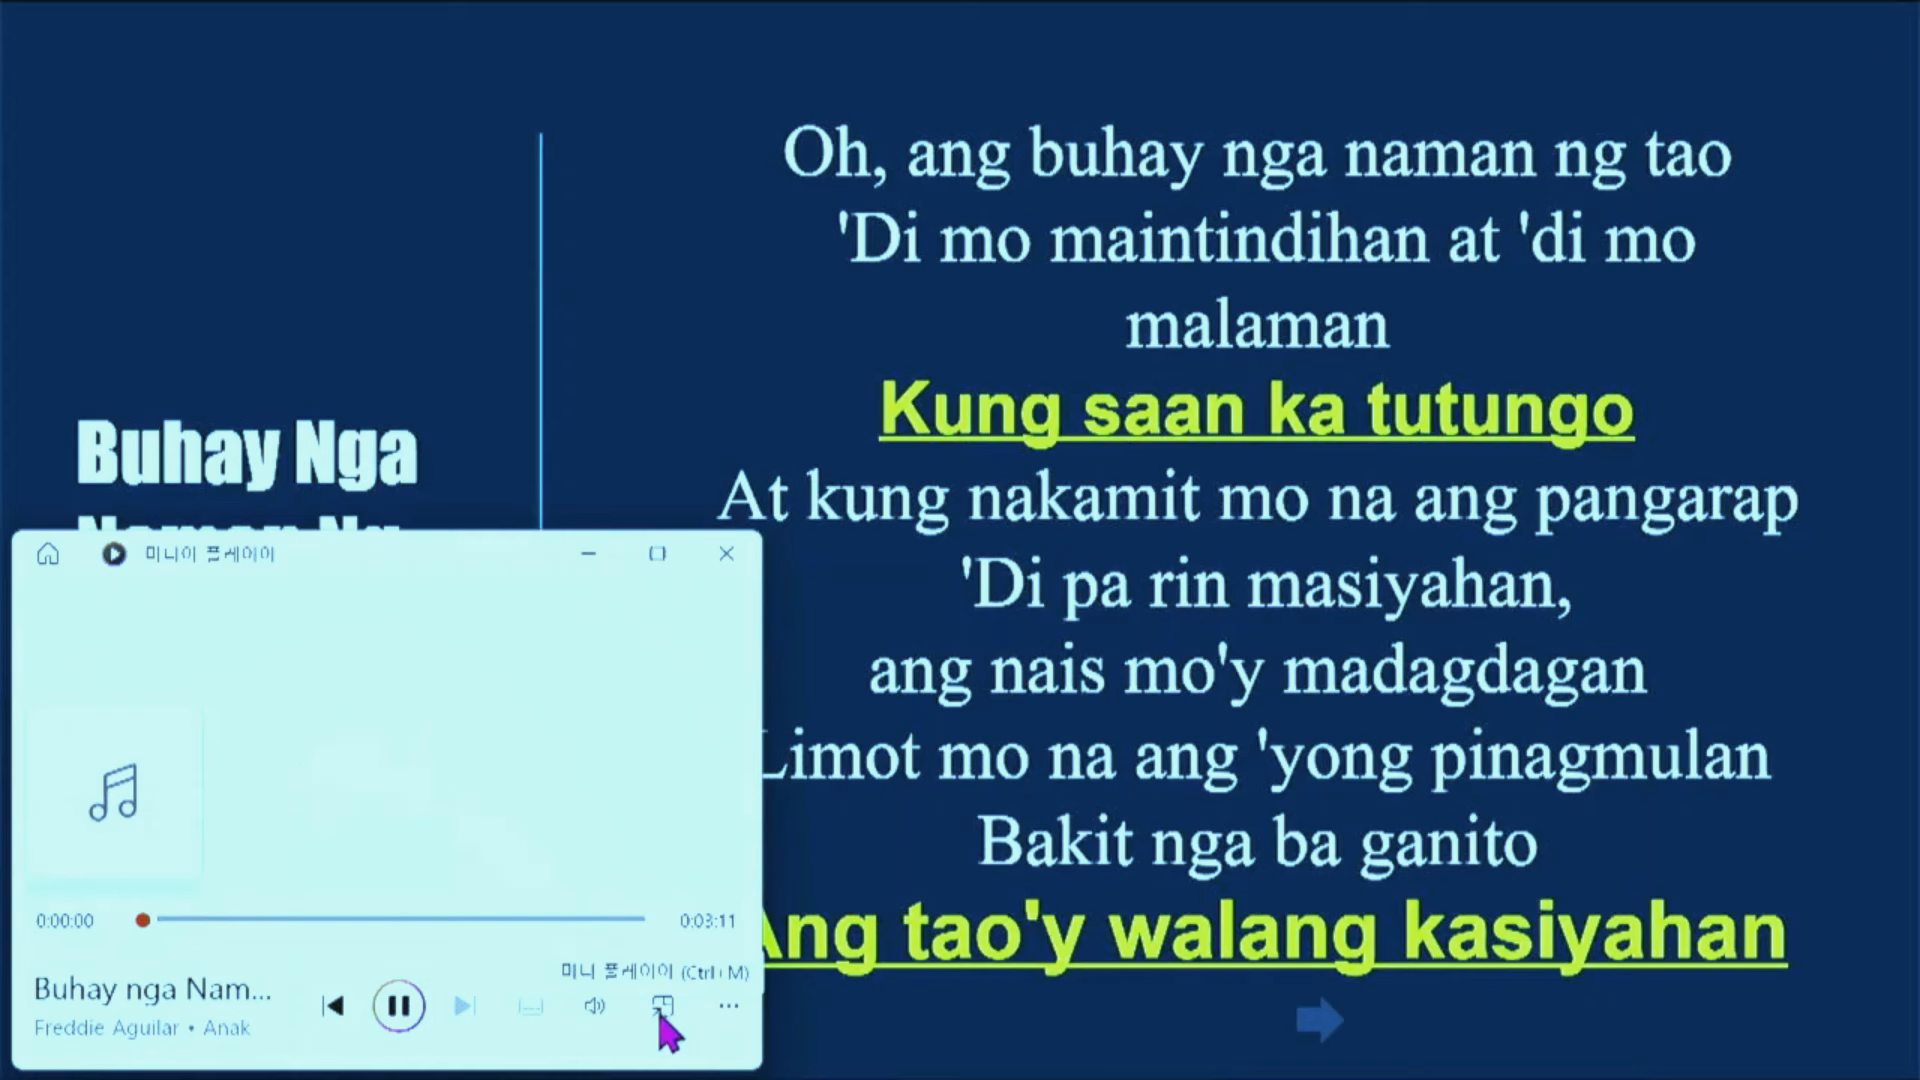 Oh, ang buhay nga naman ng tao
'Di mo maintindihan at 'di mo
malaman
Kung saan ka tutungo
At kung nakamit mo na ang pangarap
'Di pa rin masiyahan,
ang nais mo'y madagdagan
Limot mo na ang 'yong pinagmulan
Bakit nga ba ganito
Ang tao'y walang kasiyahan
Buhay Nga
미디어 플레이어
0:00:00
0:03:11
미니 플레이어 (Ctrl+M)
Buhay nga Nam...
Freddie Aguilar • Anak